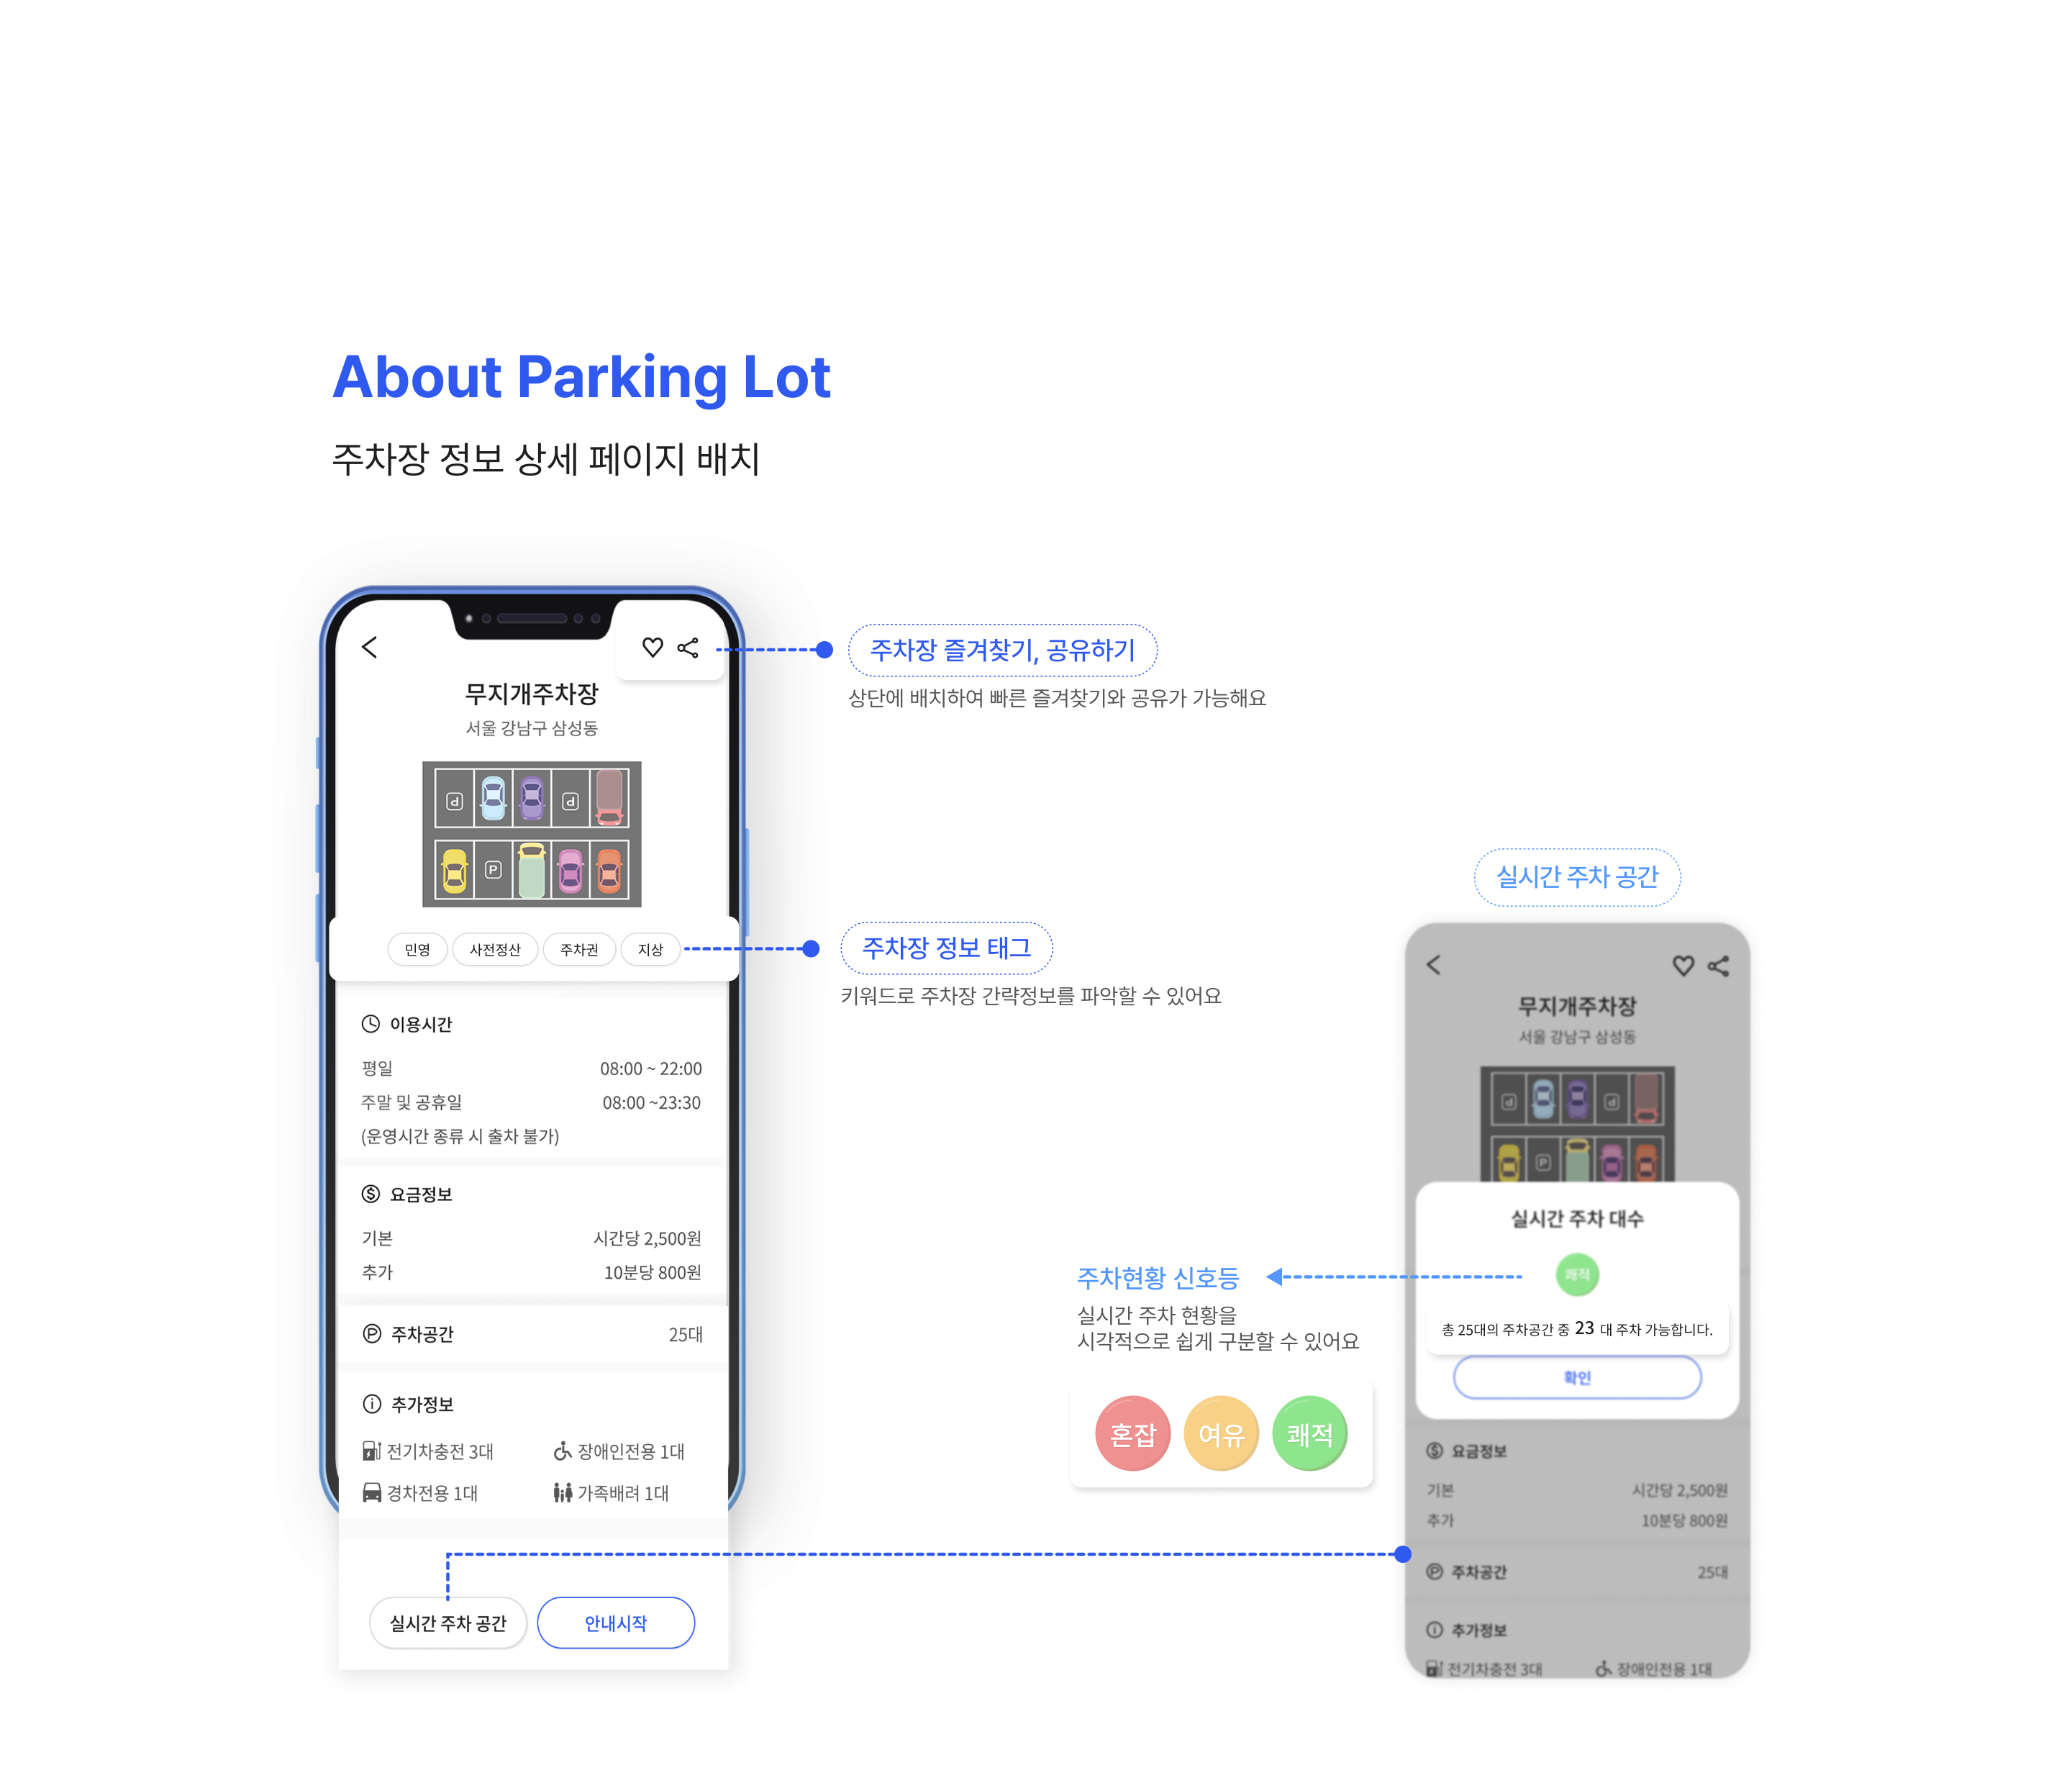 About Parking Lot
주차장 정보 상세 페이지 배치
무지개주차장
서울 강남구 삼성동
P P
P
민영 사전정산 주차권 지상
이용시간
평일 08:00 ~ 22:00
주말 및 공휴일 08:00 ~23:30
(운영시간 종류 시 출차 불가)
요금정보
기본 시간당 2,500원
추가 10분당 800원
주차공간 25대
추가정보
전기차충전 3대 장애인전용 1대
경차전용 1대 가족배려 1대
실시간 주차 공간 안내시작
주차장 즐겨찾기, 공유하기
상단에 배치하여 빠른 즐겨찾기와 공유가 가능해요
주차장 정보 태그
키워드로 주차장 간략정보를 파악할 수 있어요
주차현황 신호등
실시간 주차 현황을
시각적으로 쉽게 구분할 수 있어요
혼잡 여유 쾌적
실시간 주차 공간
무지개주차장
서울 강남구 삼성동
P P
P
실시간 주차 대수
쾌적
총 25대의 주차공간 중 23 대 주차 가능합니다.
확인
요금정보
기본 시간당 2,500원
추가 10분당 800원
주차공간 25대
추가정보
전기차충전 3대 장애인전용 1대